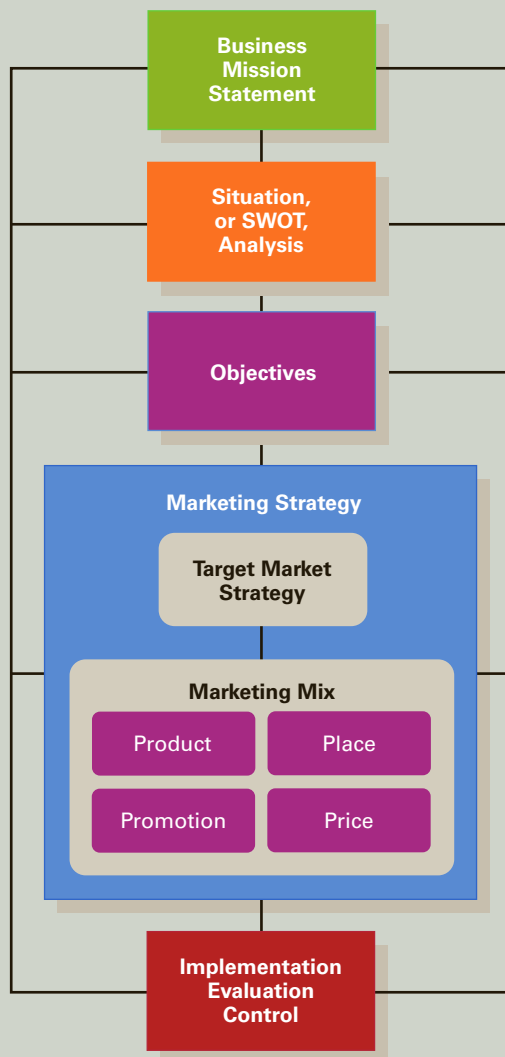 Business
Mission
Statement
Situation,
or SWOT,
Analysis
Objectives
Marketing Strategy
Target Market
Strategy
Marketing Mix
Product
Place
Promotion
Price
Implementation
Evaluation
Control